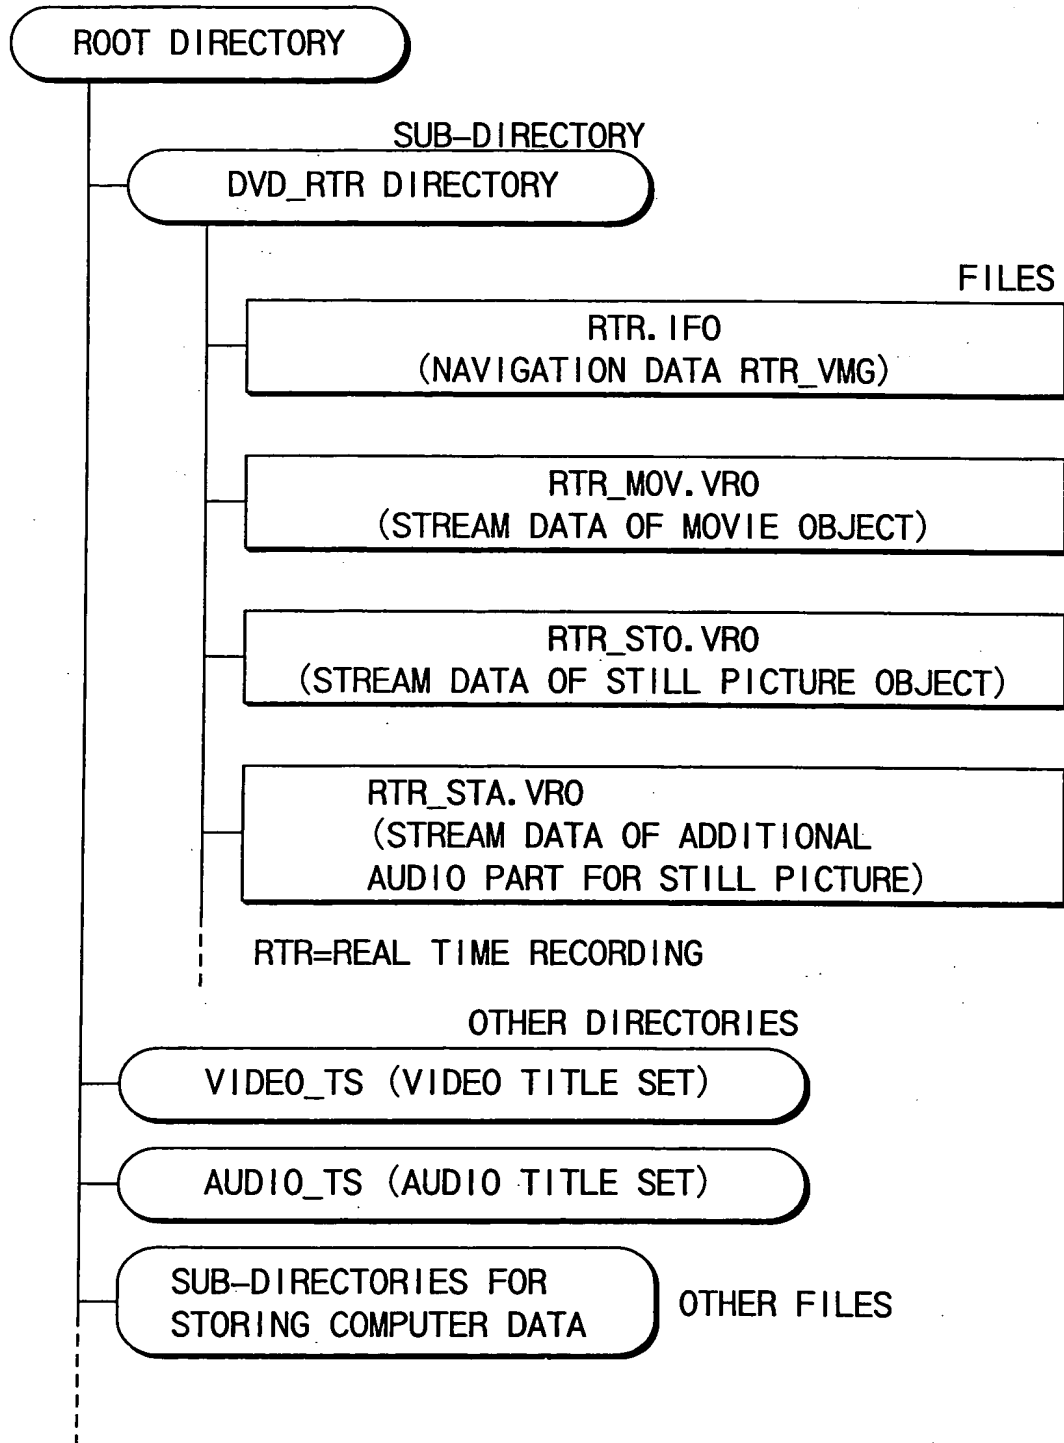 ROOT DIRECTORY
SUB-DIRECTORY
DVD_RTR DIRECTORY
FILES
RTR.IFO
(NAVIGATION DATA RTR_VMG)
RTR_MOV.VRO
(STREAM DATA OF MOVIE OBJECT)
RTR_STO.VRO
(STREAM DATA OF STILL PICTURE OBJECT)
RTR_STA.VRO
(STREAM DATA OF ADDITIONAL
AUDIO PART FOR STILL PICTURE)
RTR=REAL TIME RECORDING
OTHER DIRECTORIES
VIDEO_TS (VIDEO TITLE SET)
AUDIO_TS (AUDIO TITLE SET)
SUB-DIRECTORIES FOR
STORING COMPUTER DATA
OTHER FILES